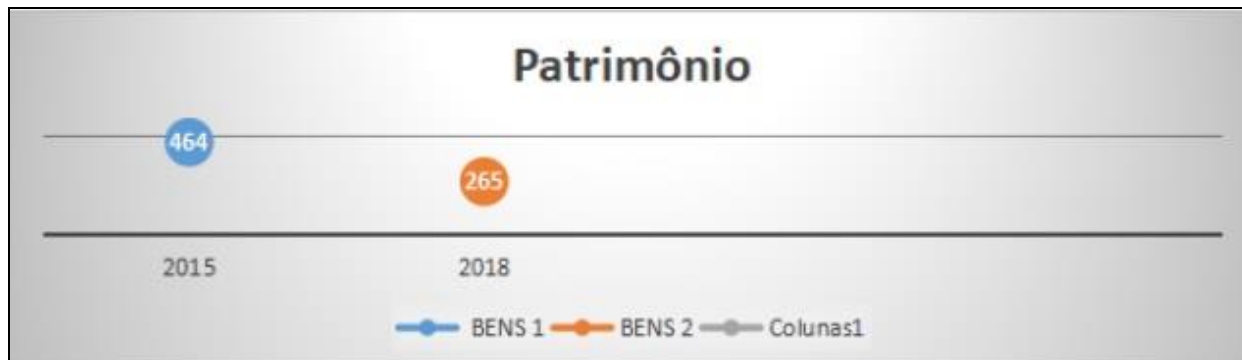 Patrimônio
464
265
2015 2018
BENS 1 BENS 2 Colunas1